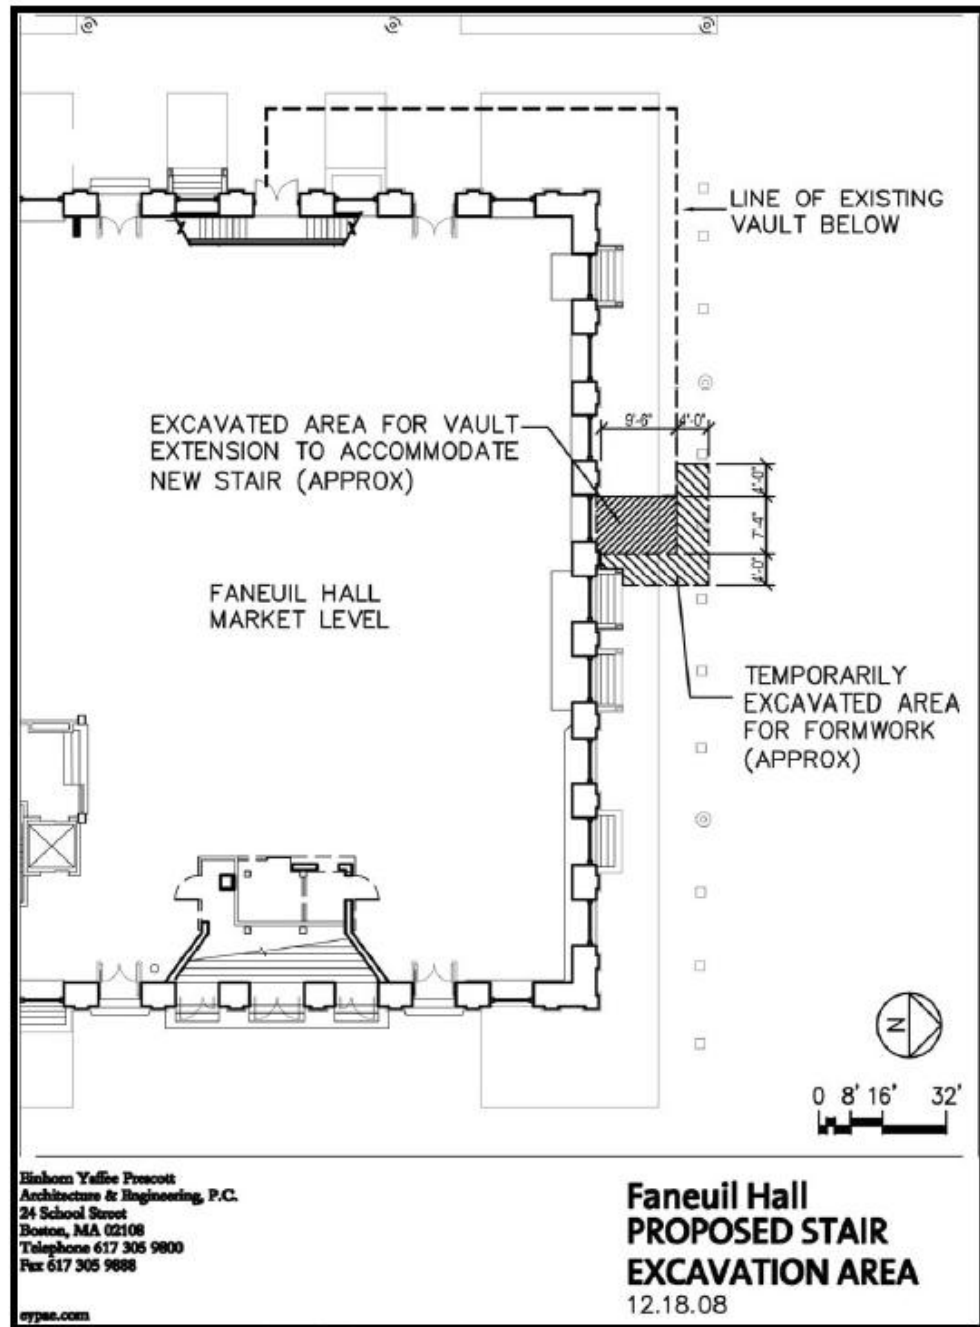 LINE OF EXISTING
VAULT BELOW
EXCAVATED AREA FOR VAULT
EXTENSION TO ACCOMMODATE
NEW STAIR (APPROX)
9'-6"
4'-0"
4'-0"
7'-4"
4'-0"
FANEUIL HALL
MARKET LEVEL
TEMPORARILY
EXCAVATED AREA
FOR FORMWORK
(APPROX)
N
0 8' 16' 32'
Einhorn Yaffee Prescott
Architecture & Engineering, P.C.
24 School Street
Boston, MA 02108
Telephone 617 305 9800
Fax 617 305 9888
eypae.com
Faneuil Hall
PROPOSED STAIR
EXCAVATION AREA
12.18.08